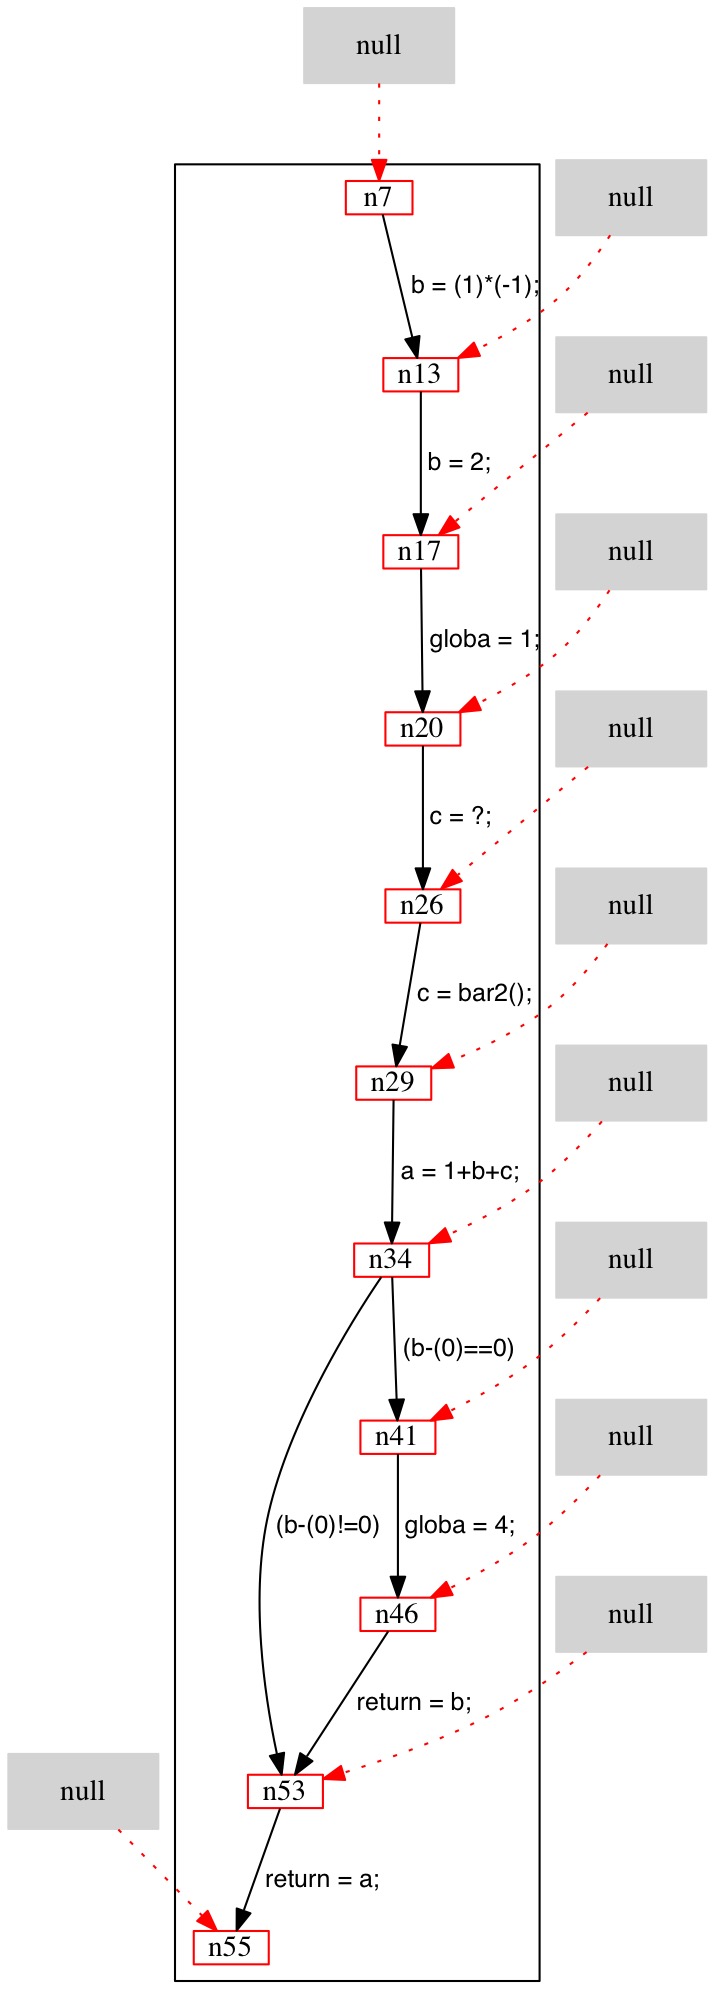 null
n7
null
b = (1)*(-1);
n13
null
b = 2;
n17
null
globa = 1;
n20
null
c = ?;
n26
null
c = bar2();
n29
null
a = 1+b+c;
n34
null
(b-(0)==0)
n41
null
(b-(0)!=0)
globa = 4;
n46
null
return = b;
n53
null
return = a;
n55